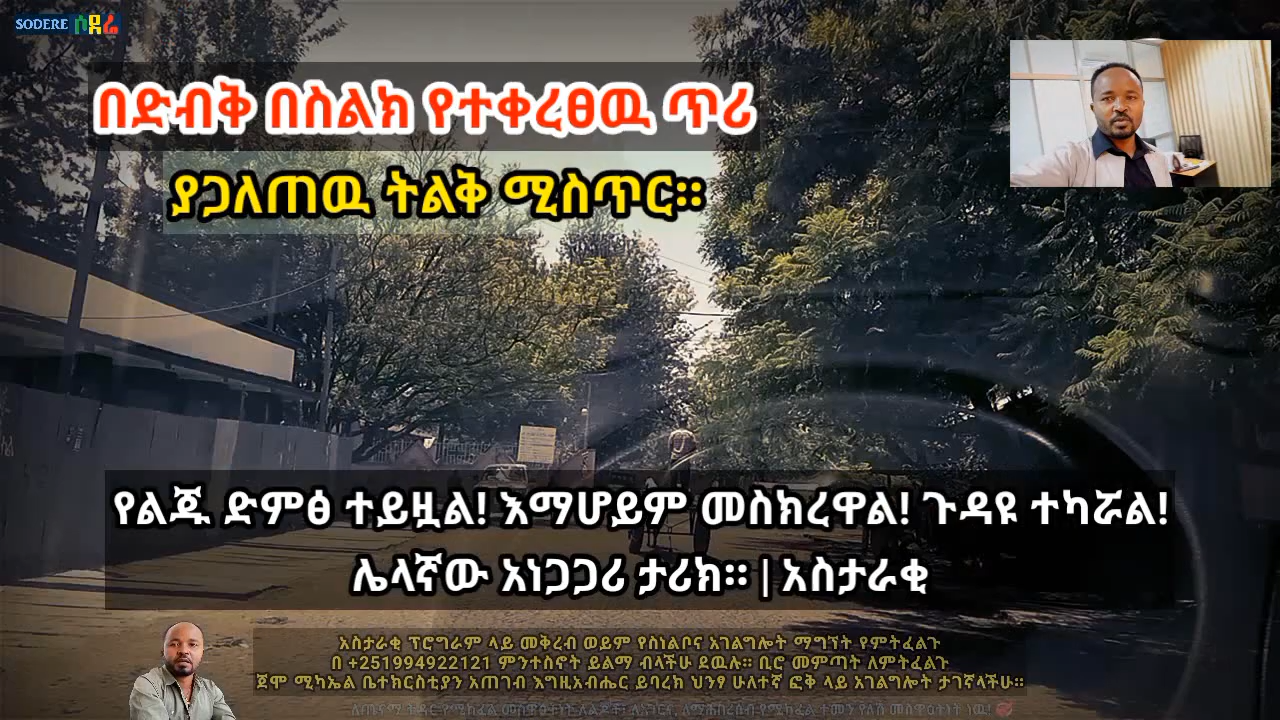 SODERE ሶደሬ
በድብቅ በስልክ የተቀረፀዉ ጥሪ
ያጋለጠዉ ትልቅ ሚስጥር።
የልጁ ድምፅ ተይዟል! እማሆይም መስክረዋል! ጉዳዩ ተካሯል!
ሌላኛው አነጋጋሪ ታሪክ። | አስታራቂ
አስታራቂ ፕሮግራም ላይ መቅረብ ወይም የስነልቦና አገልግሎት ማግኘት የምትፈልጉ
በ +251994922121 ምንተስኖት ይልማ ብላችሁ ደዉሉ። ቢሮ መምጣት ለምትፈልጉ
ጀሞ ሚካኤል ቤተክርስቲያን አጠገብ እግዚአብሔር ይባረክ ህንፃ ሁለተኛ ፎቅ ላይ አገልግሎት ታገኛላችሁ።